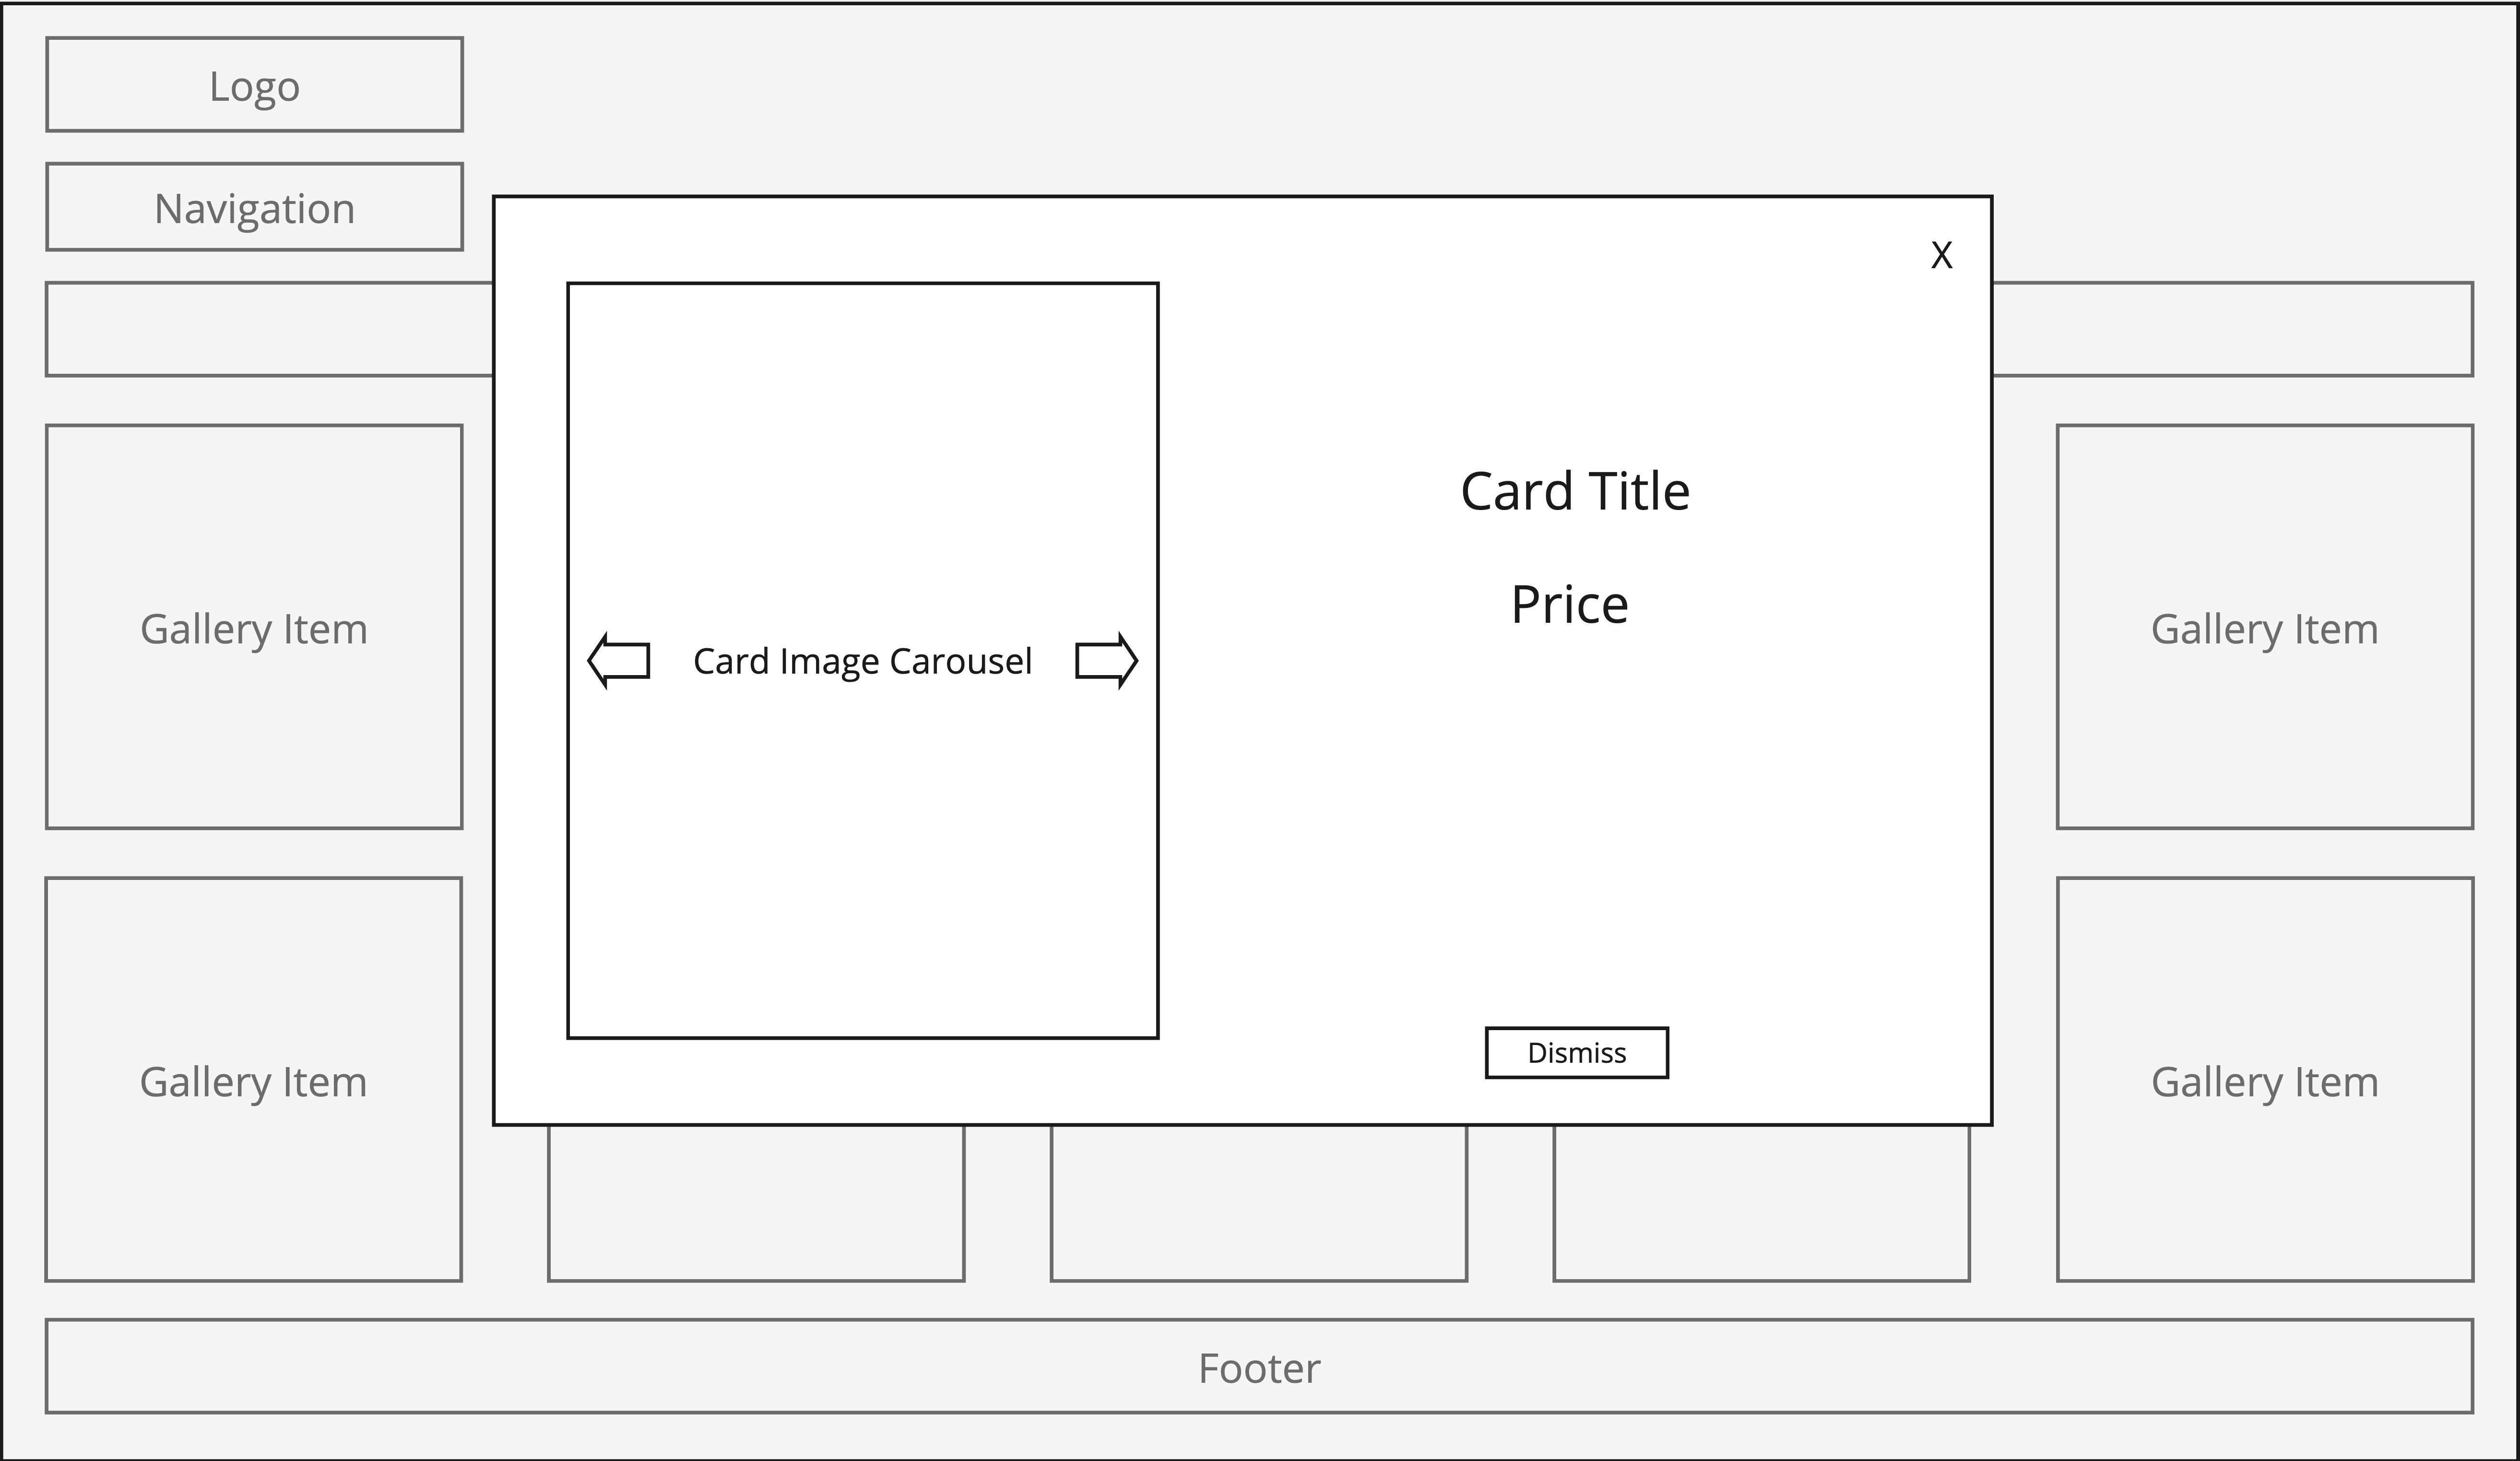 Logo
Navigation
X
Card Title
Price
Gallery Item
Gallery Item
Card Image Carousel
Dismiss
Gallery Item
Gallery Item
Footer